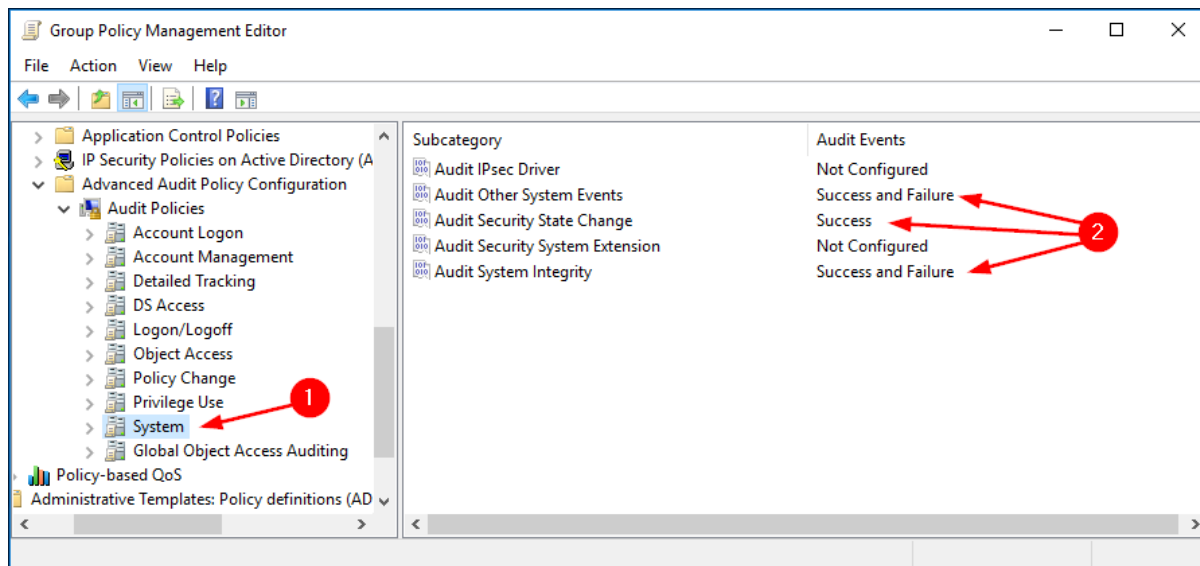 Group Policy Management Editor
File Action View Help
Application Control Policies
IP Security Policies on Active Directory (A
Advanced Audit Policy Configuration
Audit Policies
Account Logon
Account Management
Detailed Tracking
DS Access
Logon/Logoff
Object Access
Policy Change
Privilege Use
System
Global Object Access Auditing
Policy-based QoS
Administrative Templates: Policy definitions (AD
1
Subcategory Audit Events
Audit IPsec Driver Not Configured
Audit Other System Events Success and Failure
Audit Security State Change Success
Audit Security System Extension Not Configured
Audit System Integrity Success and Failure
2